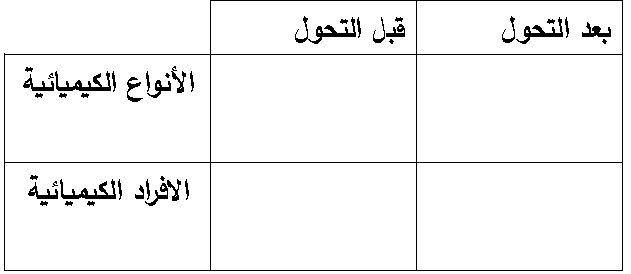 قبل التحول
بعد التحول
الأنواع الكيميائية
الافراد الكيميائية